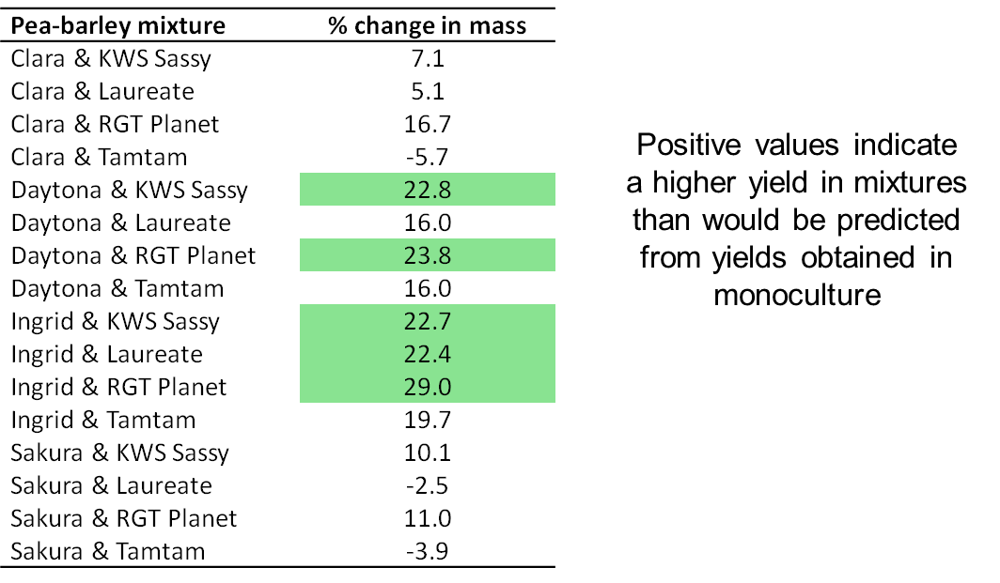 Pea-barley mixture % change in mass
Clara & KWS Sassy 7.1
Clara & Laureate 5.1
Clara & RGT Planet 16.7
Clara & Tamtam -5.7
Daytona & KWS Sassy 22.8
Daytona & Laureate 16.0
Daytona & RGT Planet 23.8
Daytona & Tamtam 16.0
Ingrid & KWS Sassy 22.7
Ingrid & Laureate 22.4
Ingrid & RGT Planet 29.0
Ingrid & Tamtam 19.7
Sakura & KWS Sassy 10.1
Sakura & Laureate -2.5
Sakura & RGT Planet 11.0
Sakura & Tamtam -3.9
Positive values indicate
a higher yield in mixtures
than would be predicted
from yields obtained in
monoculture